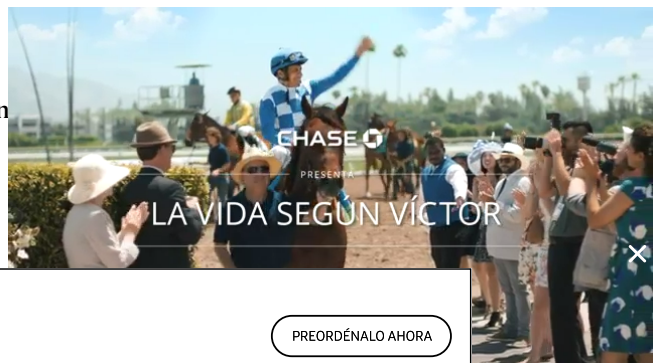 n
CHASE
PRESENTA
LA VIDA SEGÚN VÍCTOR
PREORDÉNALO AHORA